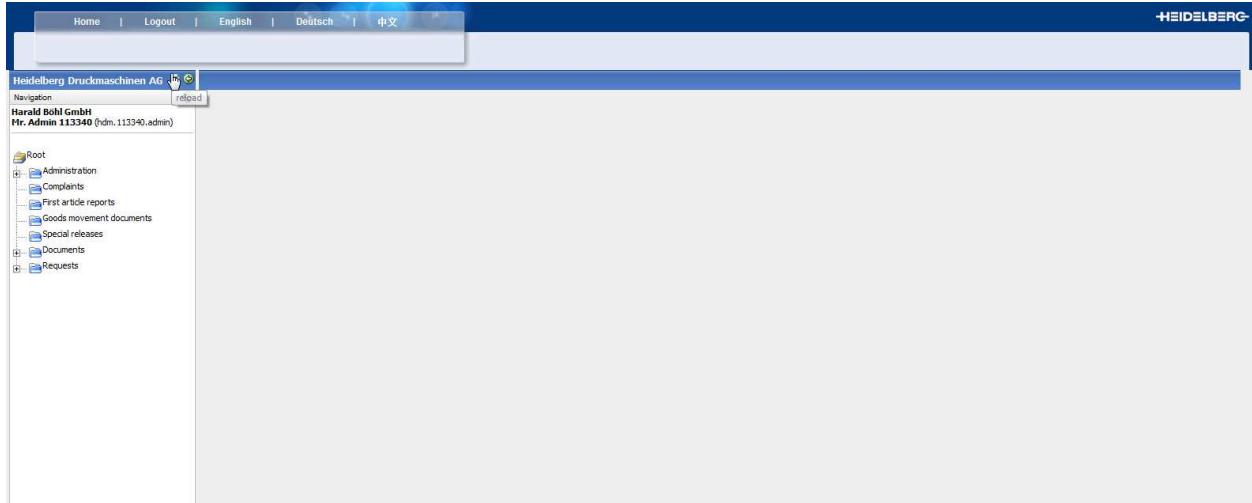 Home | Logout | English | Deutsch | 中文
-HEIDELBERG-
Heidelberg Druckmaschinen AG
Navigation
reload
Harald Böhl GmbH
Mr. Admin 113340 (hdm.113340.admin)
Root
Administration
Complaints
First article reports
Goods movement documents
Special releases
Documents
Requests